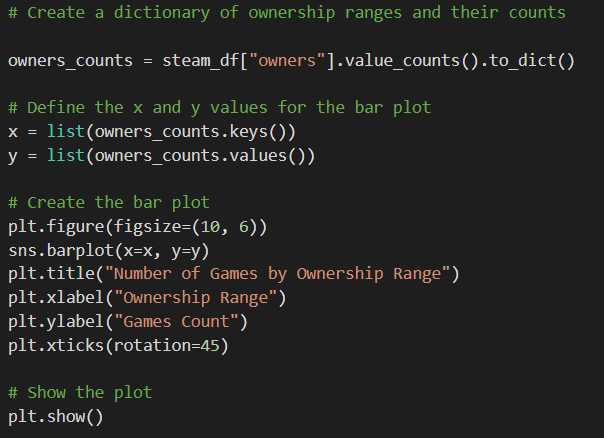 # Create a dictionary of ownership ranges and their counts
owners_counts = steam_df["owners"].value_counts().to_dict()
# Define the x and y values for the bar plot
x = list(owners_counts.keys())
y = list(owners_counts.values())
# Create the bar plot
plt.figure(figsize=(10, 6))
sns.barplot(x=x, y=y)
plt.title("Number of Games by Ownership Range")
plt.xlabel("Ownership Range")
plt.ylabel("Games Count")
plt.xticks(rotation=45)
# Show the plot
plt.show()